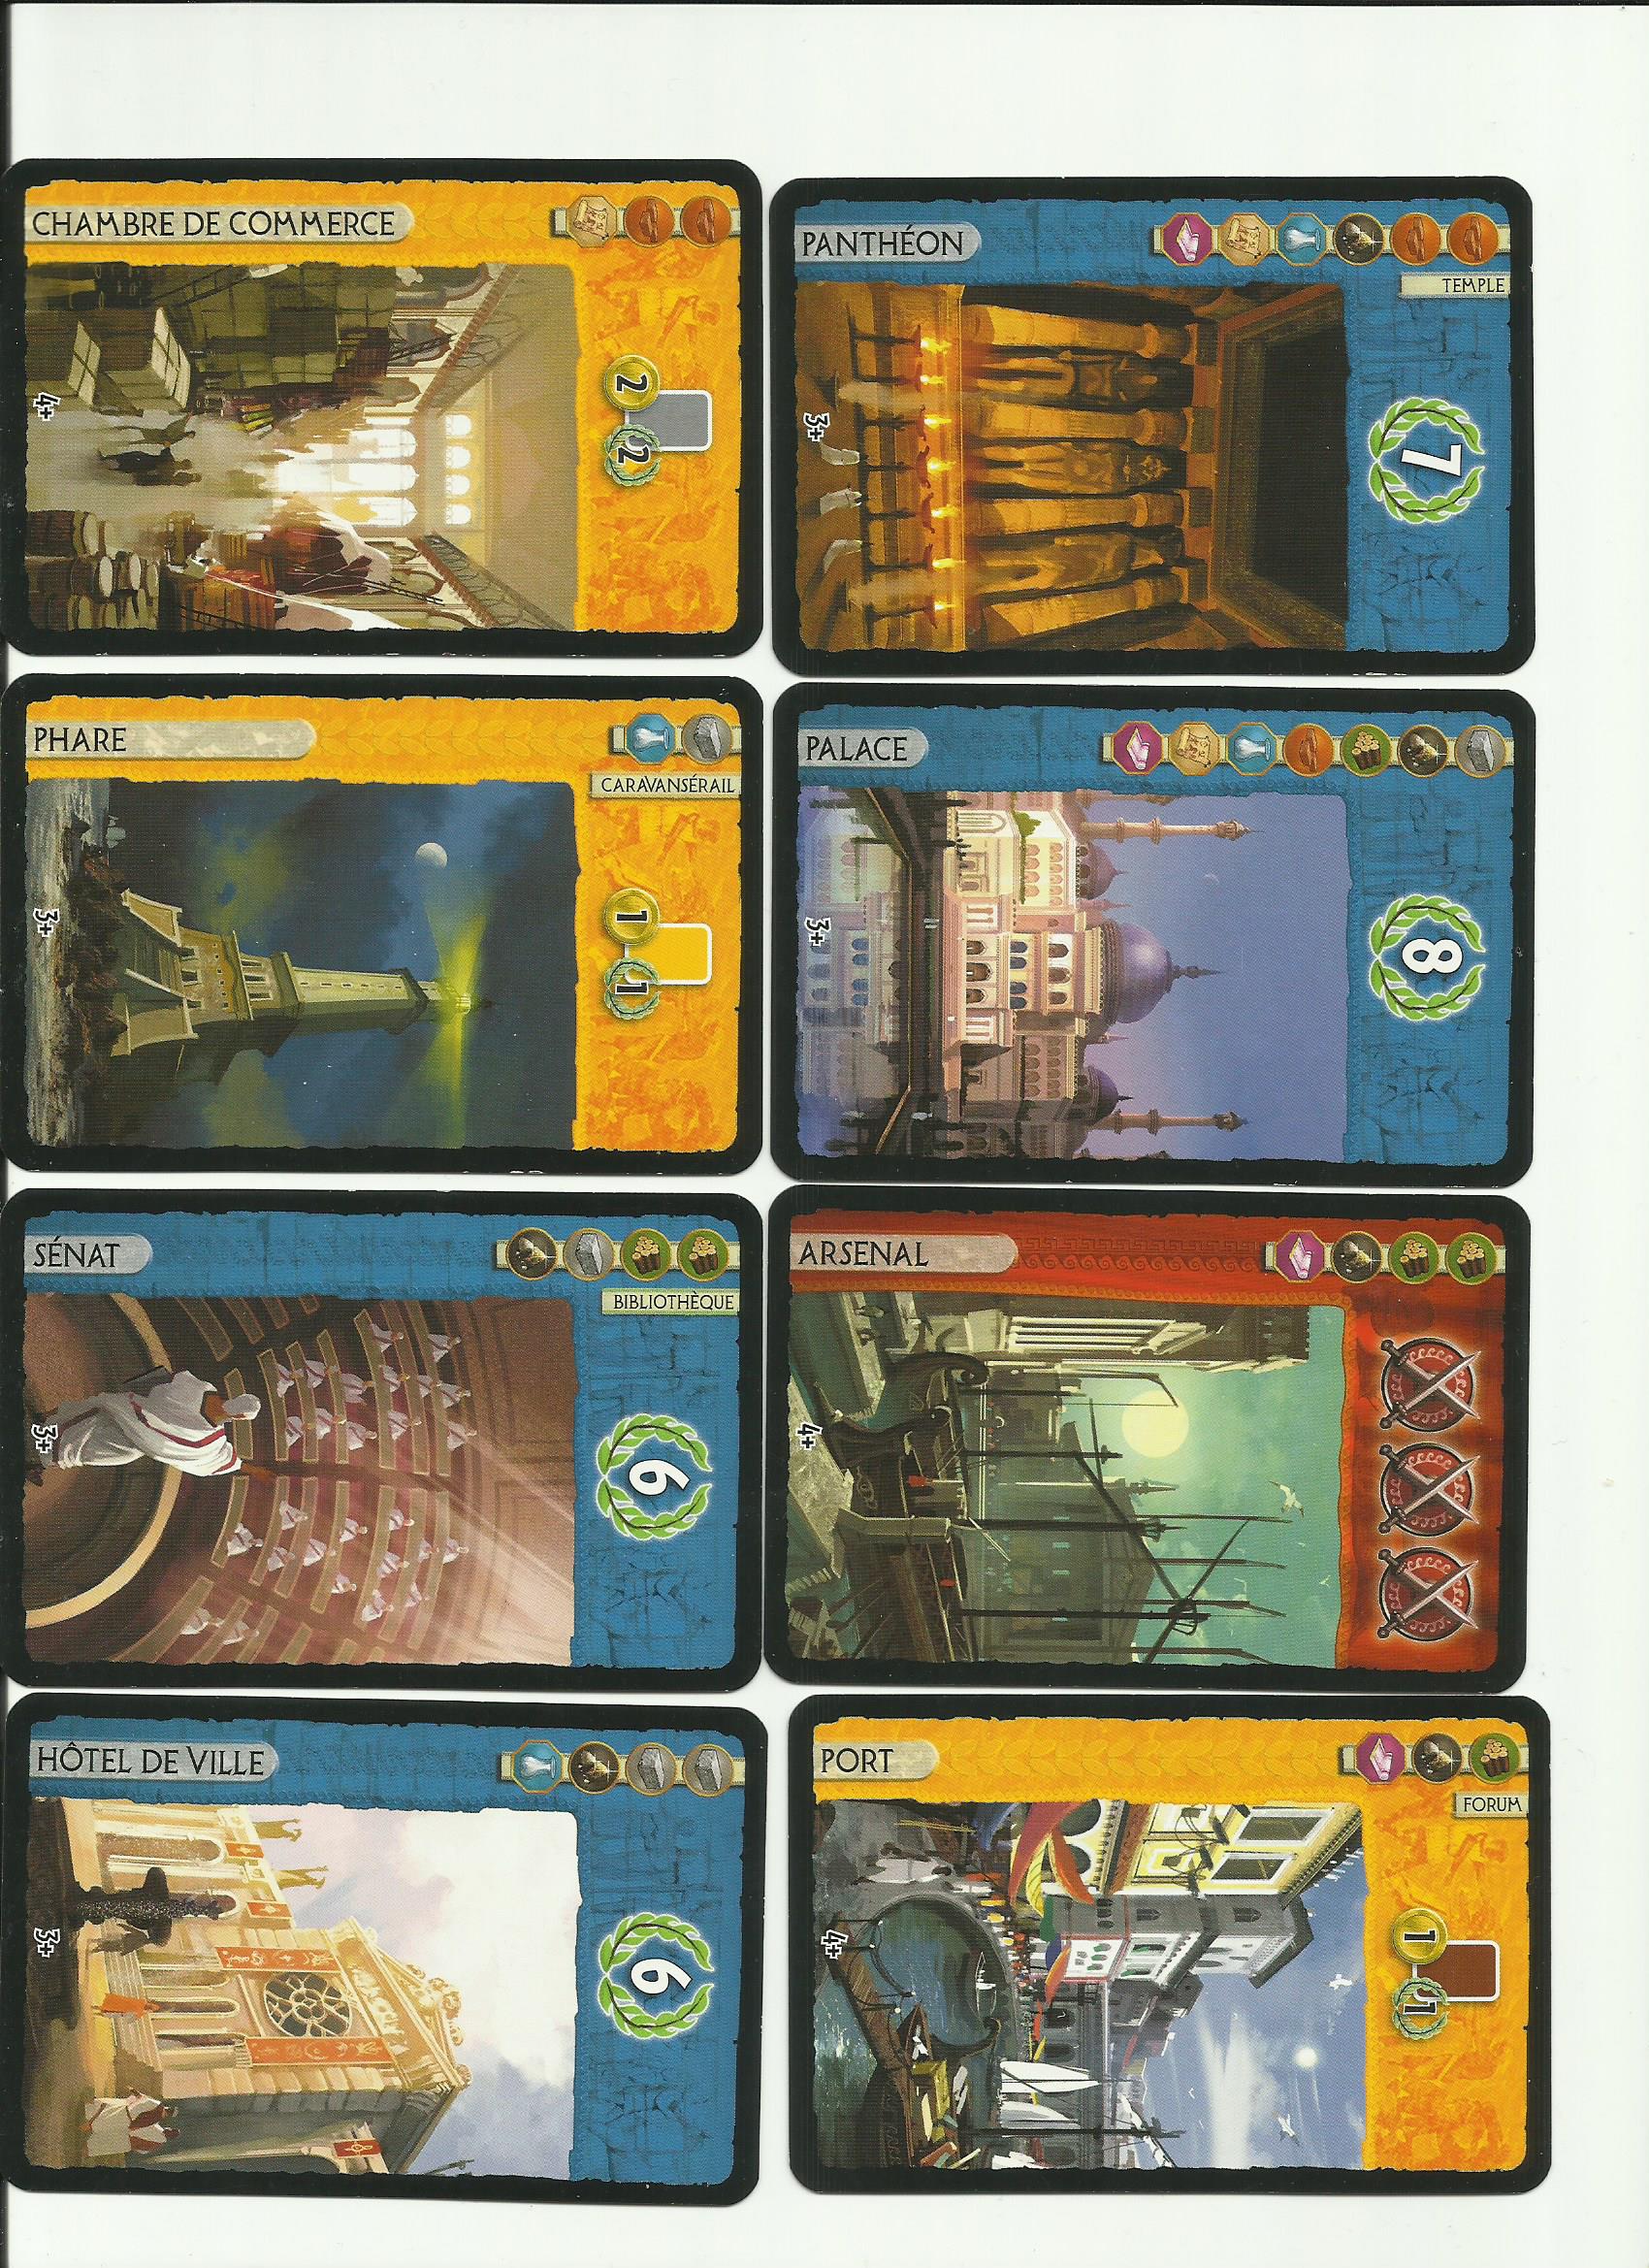 CHAMBRE DE COMMERCE
2
2
4+
PANTHÉON
TEMPLE
7
3+
PHARE
CARAVANSÉRAIL
1
1
3+
PALACE
8
3+
SÉNAT
BIBLIOTHÈQUE
6
3+
ARSENAL
4+
HÔTEL DE VILLE
6
3+
PORT
FORUM
1
1
4+